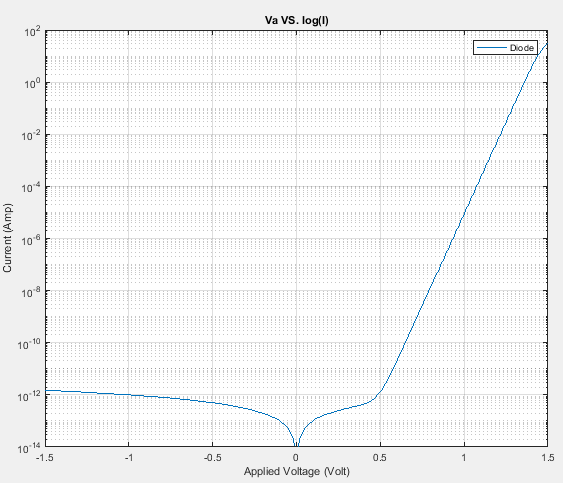 Va VS. log(I)
Diode
10^2
10^0
10^-2
10^-4
10^-6
10^-8
10^-10
10^-12
10^-14
Current (Amp)
-1.5 -1 -0.5 0 0.5 1 1.5
Applied Voltage (Volt)